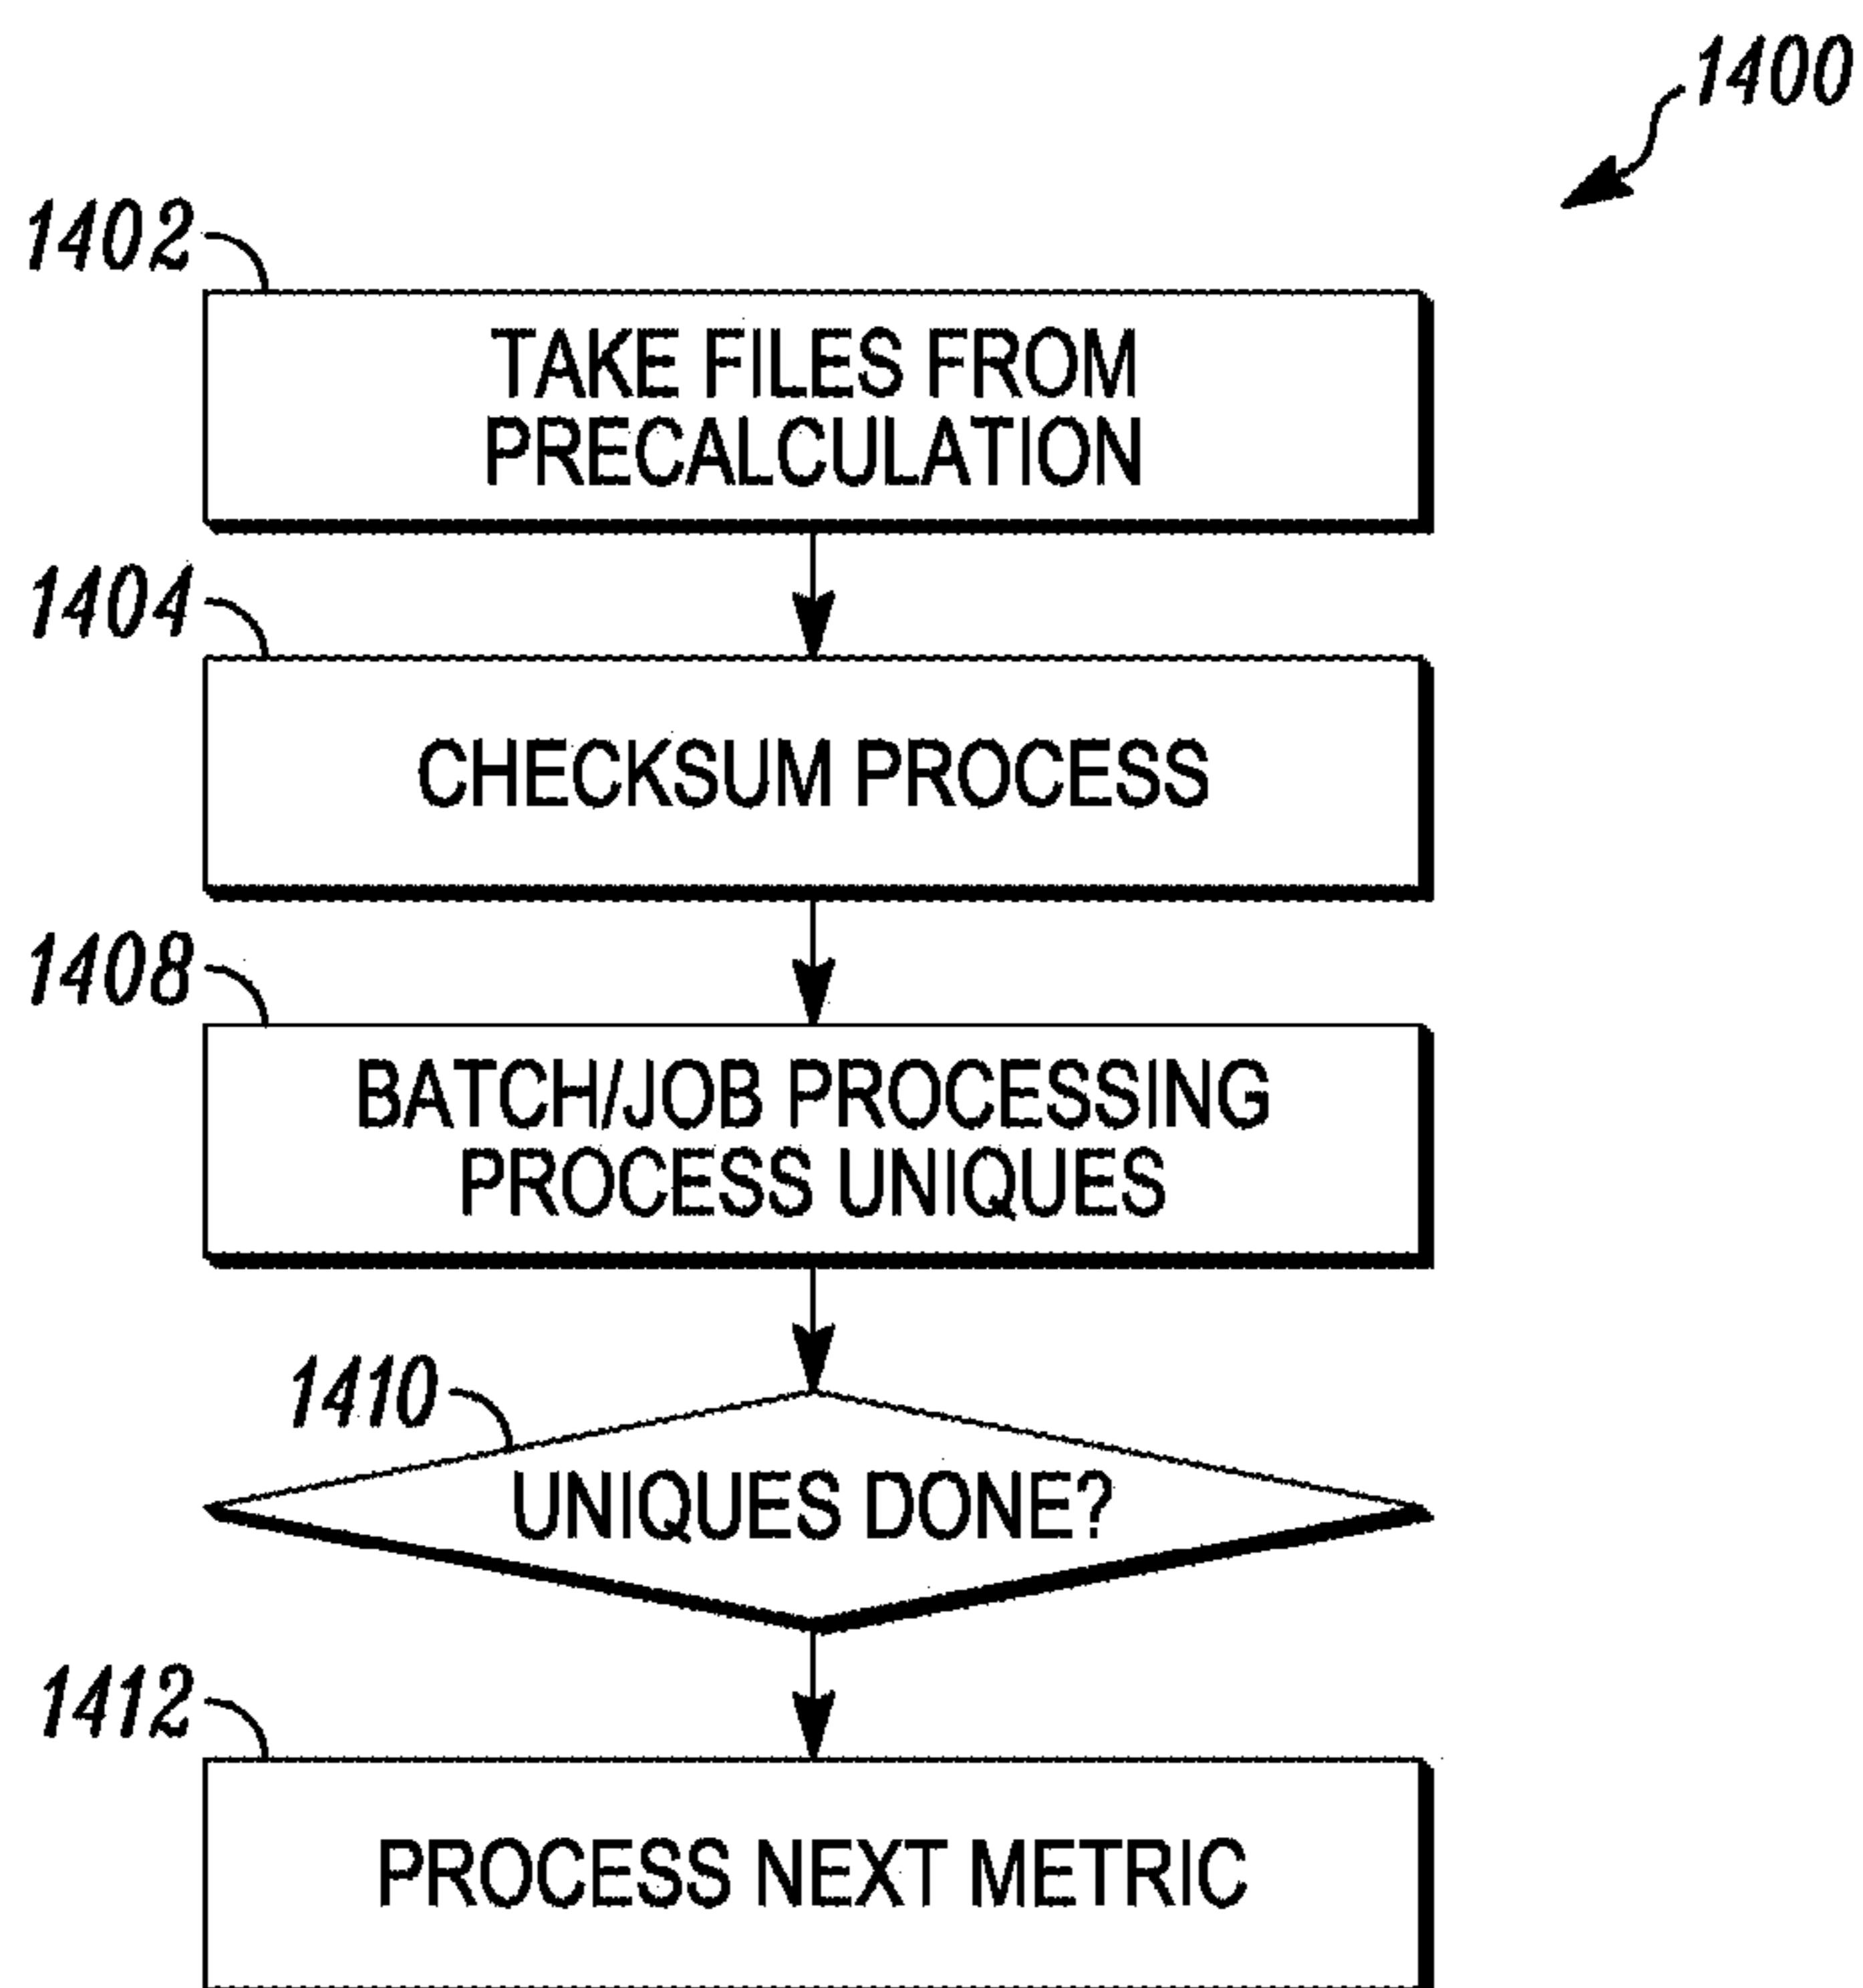 1400
1402
TAKE FILES FROM
PRECALCULATION
1404
CHECKSUM PROCESS
1408
BATCH/JOB PROCESSING
PROCESS UNIQUES
1410
UNIQUES DONE?
1412
PROCESS NEXT METRIC